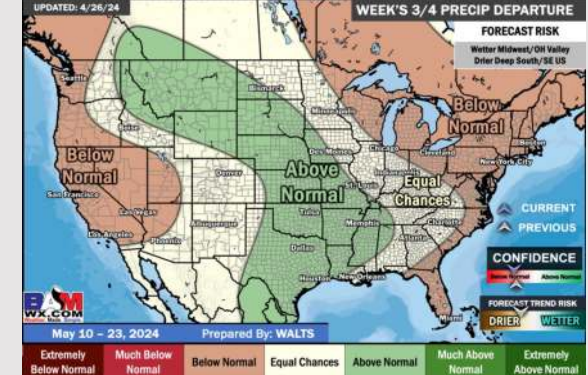 UPDATED: 4/26/24
WEEK'S 3/4 PRECIP DEPARTURE
FORECAST RISK
Wetter Midwest/OH Valley
Drier Deep South/SE US
Seattle
Bismarck
Minneapolis
Below
Normal
Boston
Boise
Des Moines
Chicago
Cleveland
New York City
Below
Normal
Denver
Above
Normal
St. Louis
Indianapolis
Equal
Chances
San Francisco
Las Vegas
Tulsa
Memphis
Charlotte
CURRENT
PREVIOUS
Los Angeles
Phoenix
Albuquerque
Dallas
Atlanta
Houston
New Orleans
CONFIDENCE
Below Normal
Above Normal
BAM
WX.COM
Miami
FORECAST TREND RISK
DRIER
WETTER
May 10 – 23, 2024
Prepared By: WALTS
Extremely
Below Normal
Much Below
Normal
Below Normal
Equal Chances
Above Normal
Much Above
Normal
Extremely
Above Normal